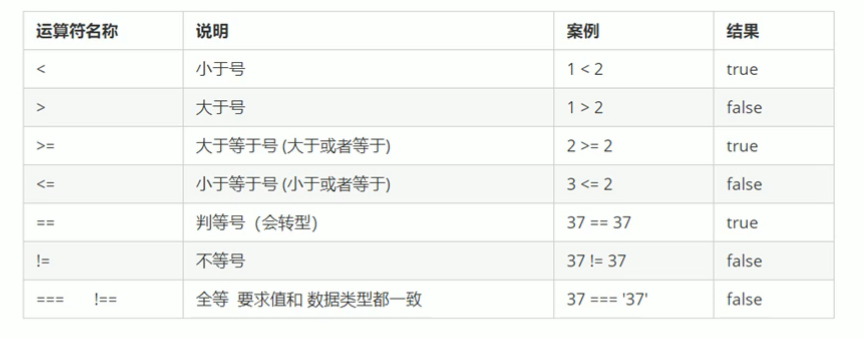 运算符名称 说明 案例 结果
< 小于号 1 < 2 true
> 大于号 1 > 2 false
>= 大于等于号 (大于或者等于) 2 >= 2 true
<= 小于等于号 (小于或者等于) 3 <= 2 false
== 判等号（会转型） 37 == 37 true
!= 不等号 37 != 37 false
=== !== 全等 要求值和 数据类型都一致 37 === '37' false